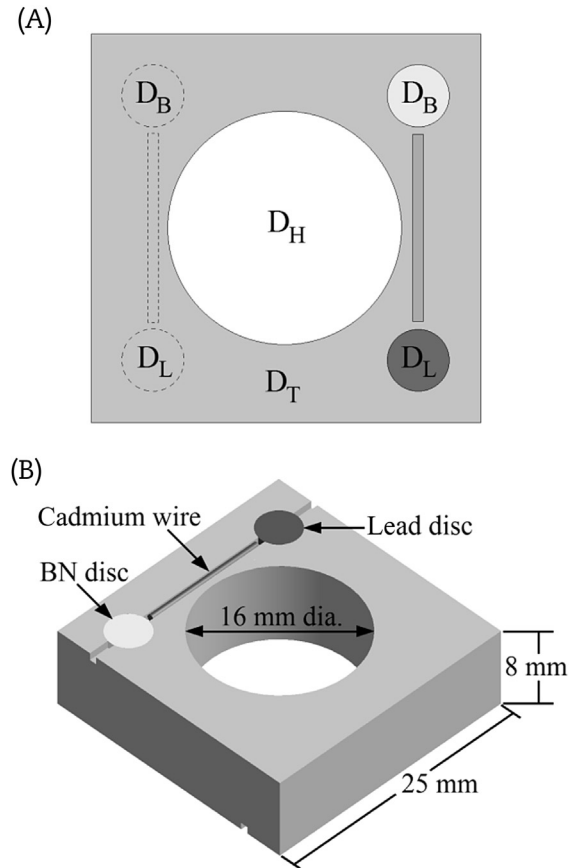 (A)
D_B D_B
D_H
D_L D_L
D_T
(B)
Cadmium wire
Lead disc
BN disc
16 mm dia.
8 mm
25 mm